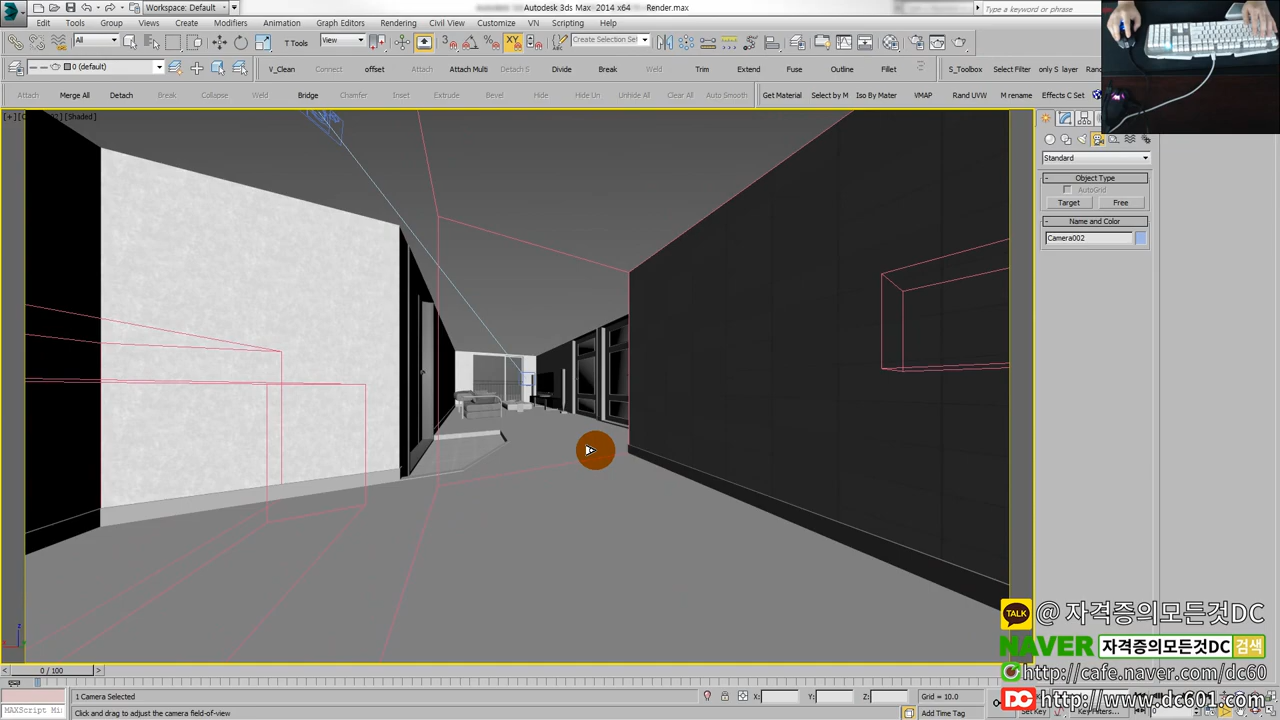 Workspace: Default
Autodesk 3ds Max 2014 x64
Render.max
Type a keyword or phrase
Edit Tools Group Views Create Modifiers Animation Graph Editors Rendering Civil View Customize VN Scripting Help
All
T Tools
View
XY
Create Selection Set
0 (default)
V_Clean Connect offset Attach Attach Multi Detach S Divide Break Weld Trim Extend Fuse Outline Fillet
S_Toolbox Select Filter only S layer
Attach Merge All Detach Break Collapse Weld Bridge Chamfer Inset Extrude Bevel Hide Hide Un Unhide All Clear All Auto Smooth
Get Material Select by M Iso By Mater VMAP Rand UVW M rename Effects C Set
[Shaded]
Standard
Object Type
AutoGrid
Target Free
Name and Color
Camera002
TALK
@ 자격증의모든것DC
NAVER 자격증의모든것DC 검색
http://cafe.naver.com/dc60
DC http://www.dc601.com
0 / 100
1 Camera Selected
X: Y: Z: Grid = 10.0
MAXScript Mi
Click and drag to adjust the camera field-of-view
Add Time Tag
Set Key